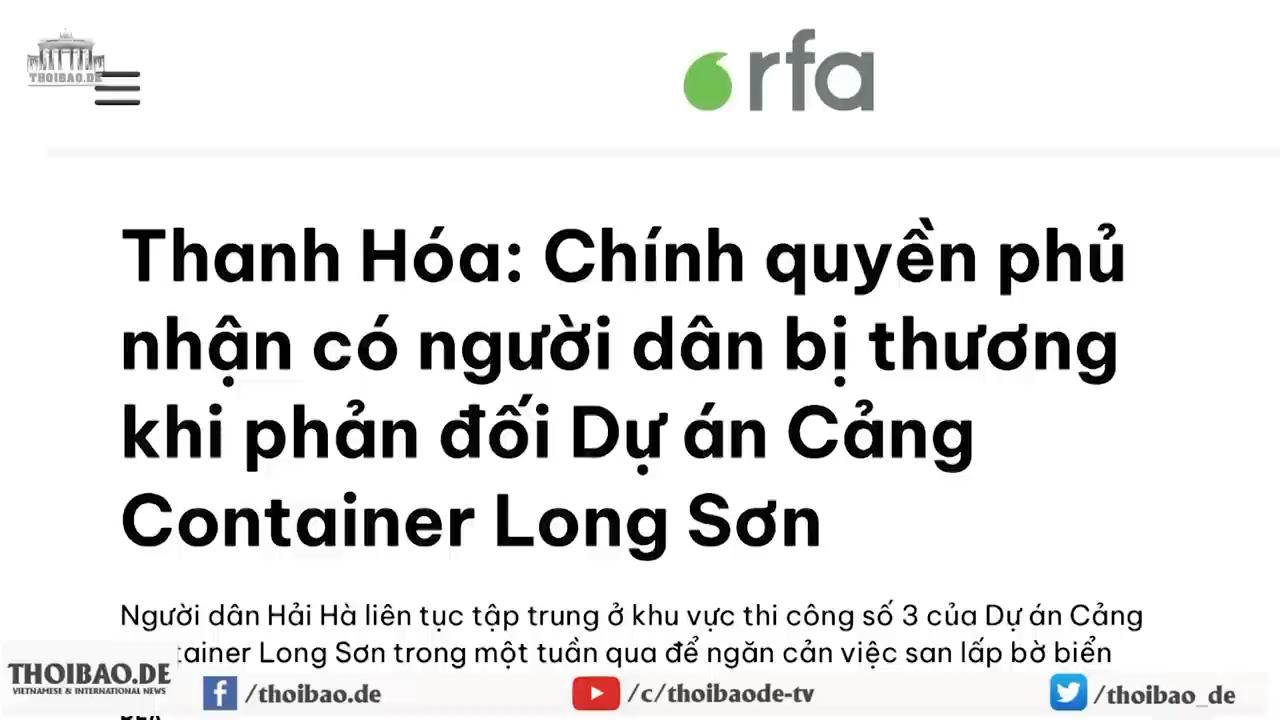 THOIBAO.DE
rfa
Thanh Hóa: Chính quyền phủ
nhận có người dân bị thương
khi phản đối Dự án Cảng
Container Long Sơn
Người dân Hải Hà liên tục tập trung ở khu vực thi công số 3 của Dự án Cảng
tainer Long Sơn trong một tuần qua để ngăn cản việc san lấp bờ biển
THOIBAO.DE
VIETNAMESE & INTERNATIONAL NEWS
/thoibao.de
/c/thoibaode-tv
/thoibao_de